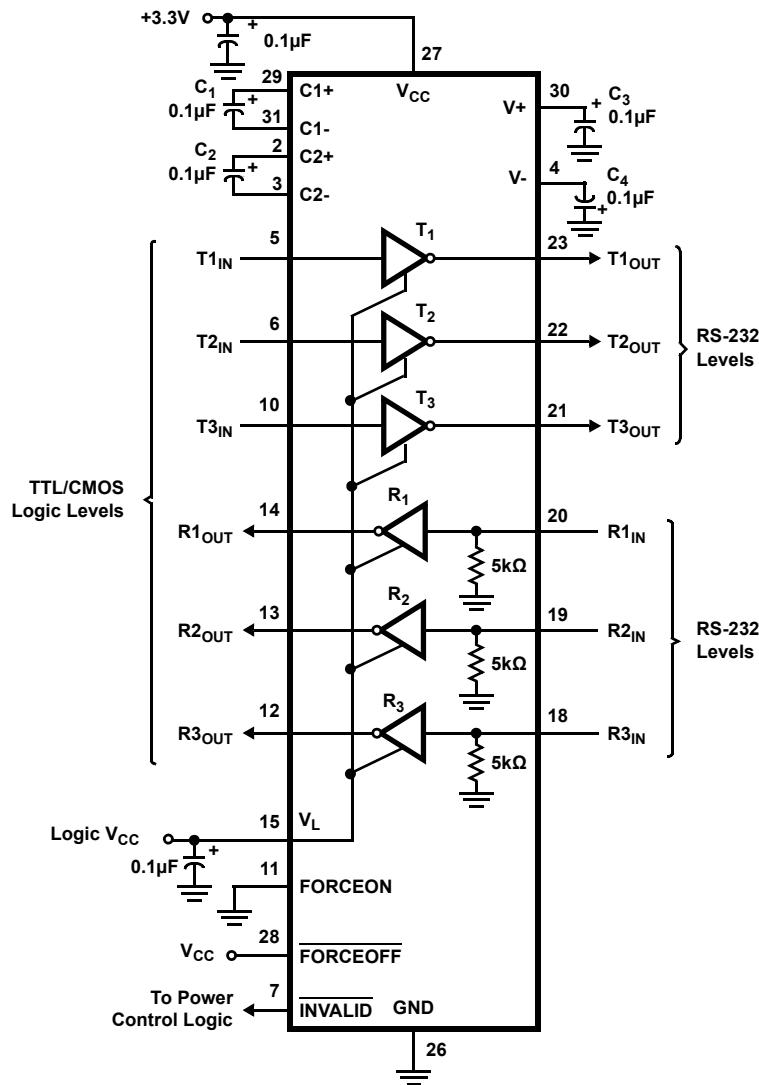 +3.3V
+
0.1µF
27
29
C1
0.1µF
+
31
C1+
C1-
VCC
30
V+
+
C3
0.1µF
2
C2
0.1µF
+
3
C2+
C2-
4
V-
C4
0.1µF
+
5
T1IN
T1
23
T1OUT
6
T2IN
T2
22
T2OUT
RS-232
Levels
10
T3IN
T3
21
T3OUT
TTL/CMOS
Logic Levels
14
R1OUT
R1
20
R1IN
5kΩ
13
R2OUT
R2
19
R2IN
5kΩ
RS-232
Levels
12
R3OUT
R3
18
R3IN
5kΩ
Logic VCC
15
VL
+
0.1µF
11
FORCEON
VCC
28
FORCEOFF
To Power
Control Logic
7
INVALID
GND
26